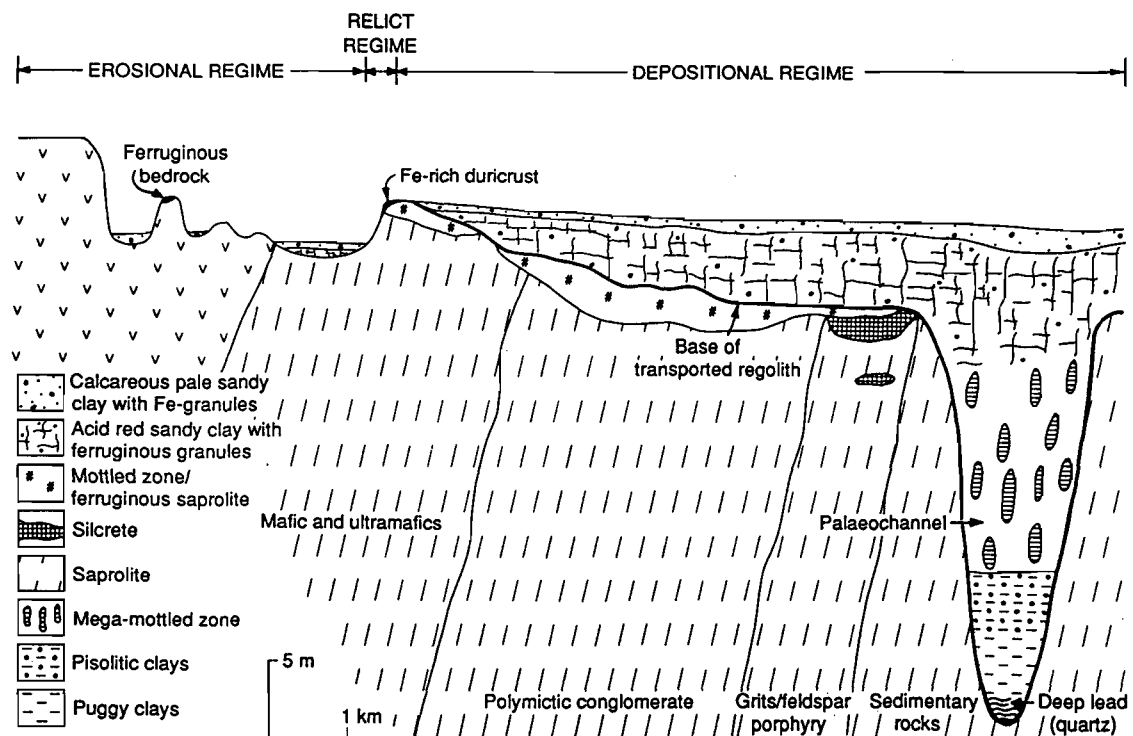 RELICT
REGIME
EROSIONAL REGIME
DEPOSITIONAL REGIME
Ferruginous
bedrock
Fe-rich duricrust
Base of
transported regolith
Calcareous pale sandy
clay with Fe-granules
Acid red sandy clay with
ferruginous granules
Mottled zone/
ferruginous saprolite
Silcrete
Saprolite
Mega-mottled zone
Pisolitic clays
Puggy clays
Mafic and ultramafics
Palaeochannel
5 m
1 km
Polymictic conglomerate
Grits/feldspar
porphyry
Sedimentary
rocks
Deep lead
(quartz)